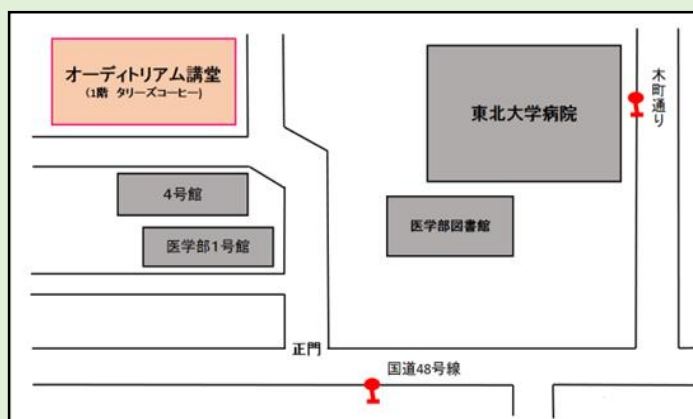 オーディトリアム講堂
(1階 タリーズコーヒー)
東北大学病院
木町通り
4号館
医学部図書館
医学部1号館
正門
国道48号線